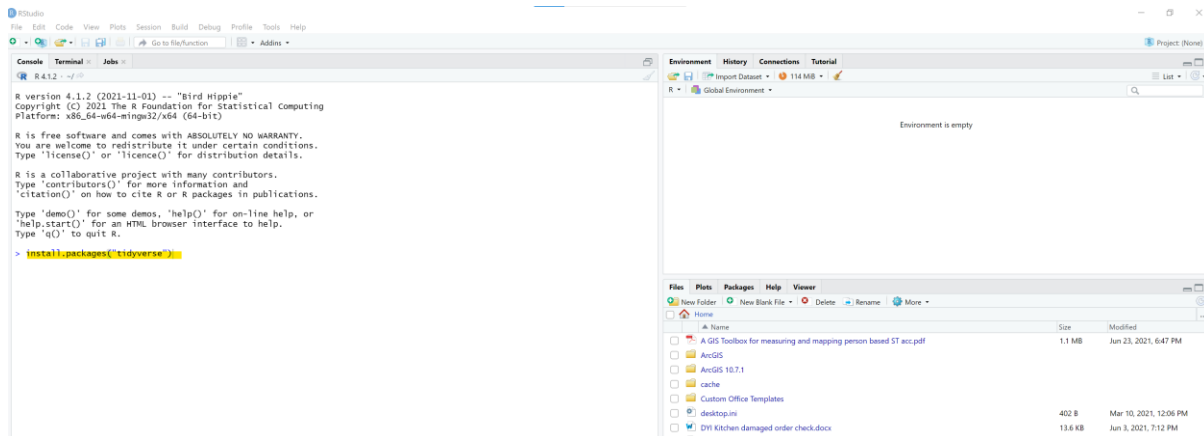 RStudio
File Edit Code View Plots Session Build Debug Profile Tools Help
Go to file/function Addins
Project: (None)
Console Terminal Jobs
R 4.1.2 · ~/
R version 4.1.2 (2021-11-01) -- "Bird Hippie"
Copyright (C) 2021 The R Foundation for Statistical Computing
Platform: x86_64-w64-mingw32/x64 (64-bit)
R is free software and comes with ABSOLUTELY NO WARRANTY.
You are welcome to redistribute it under certain conditions.
Type 'license()' or 'licence()' for distribution details.
R is a collaborative project with many contributors.
Type 'contributors()' for more information and
'citation()' on how to cite R or R packages in publications.
Type 'demo()' for some demos, 'help()' for on-line help, or
'help.start()' for an HTML browser interface to help.
Type 'q()' to quit R.
> install.packages("tidyverse")
Environment History Connections Tutorial
Import Dataset 114 MiB List
R Global Environment
Environment is empty
Files Plots Packages Help Viewer
New Folder New Blank File Delete Rename More
Home
Name Size Modified
A GIS Toolbox for measuring and mapping person based ST acc.pdf 1.1 MB Jun 23, 2021, 6:47 PM
ArcGIS
ArcGIS 10.7.1
cache
Custom Office Templates
desktop.ini 402 B Mar 10, 2021, 12:06 PM
DYI Kitchen damaged order check.docx 13.6 KB Jun 3, 2021, 7:12 PM